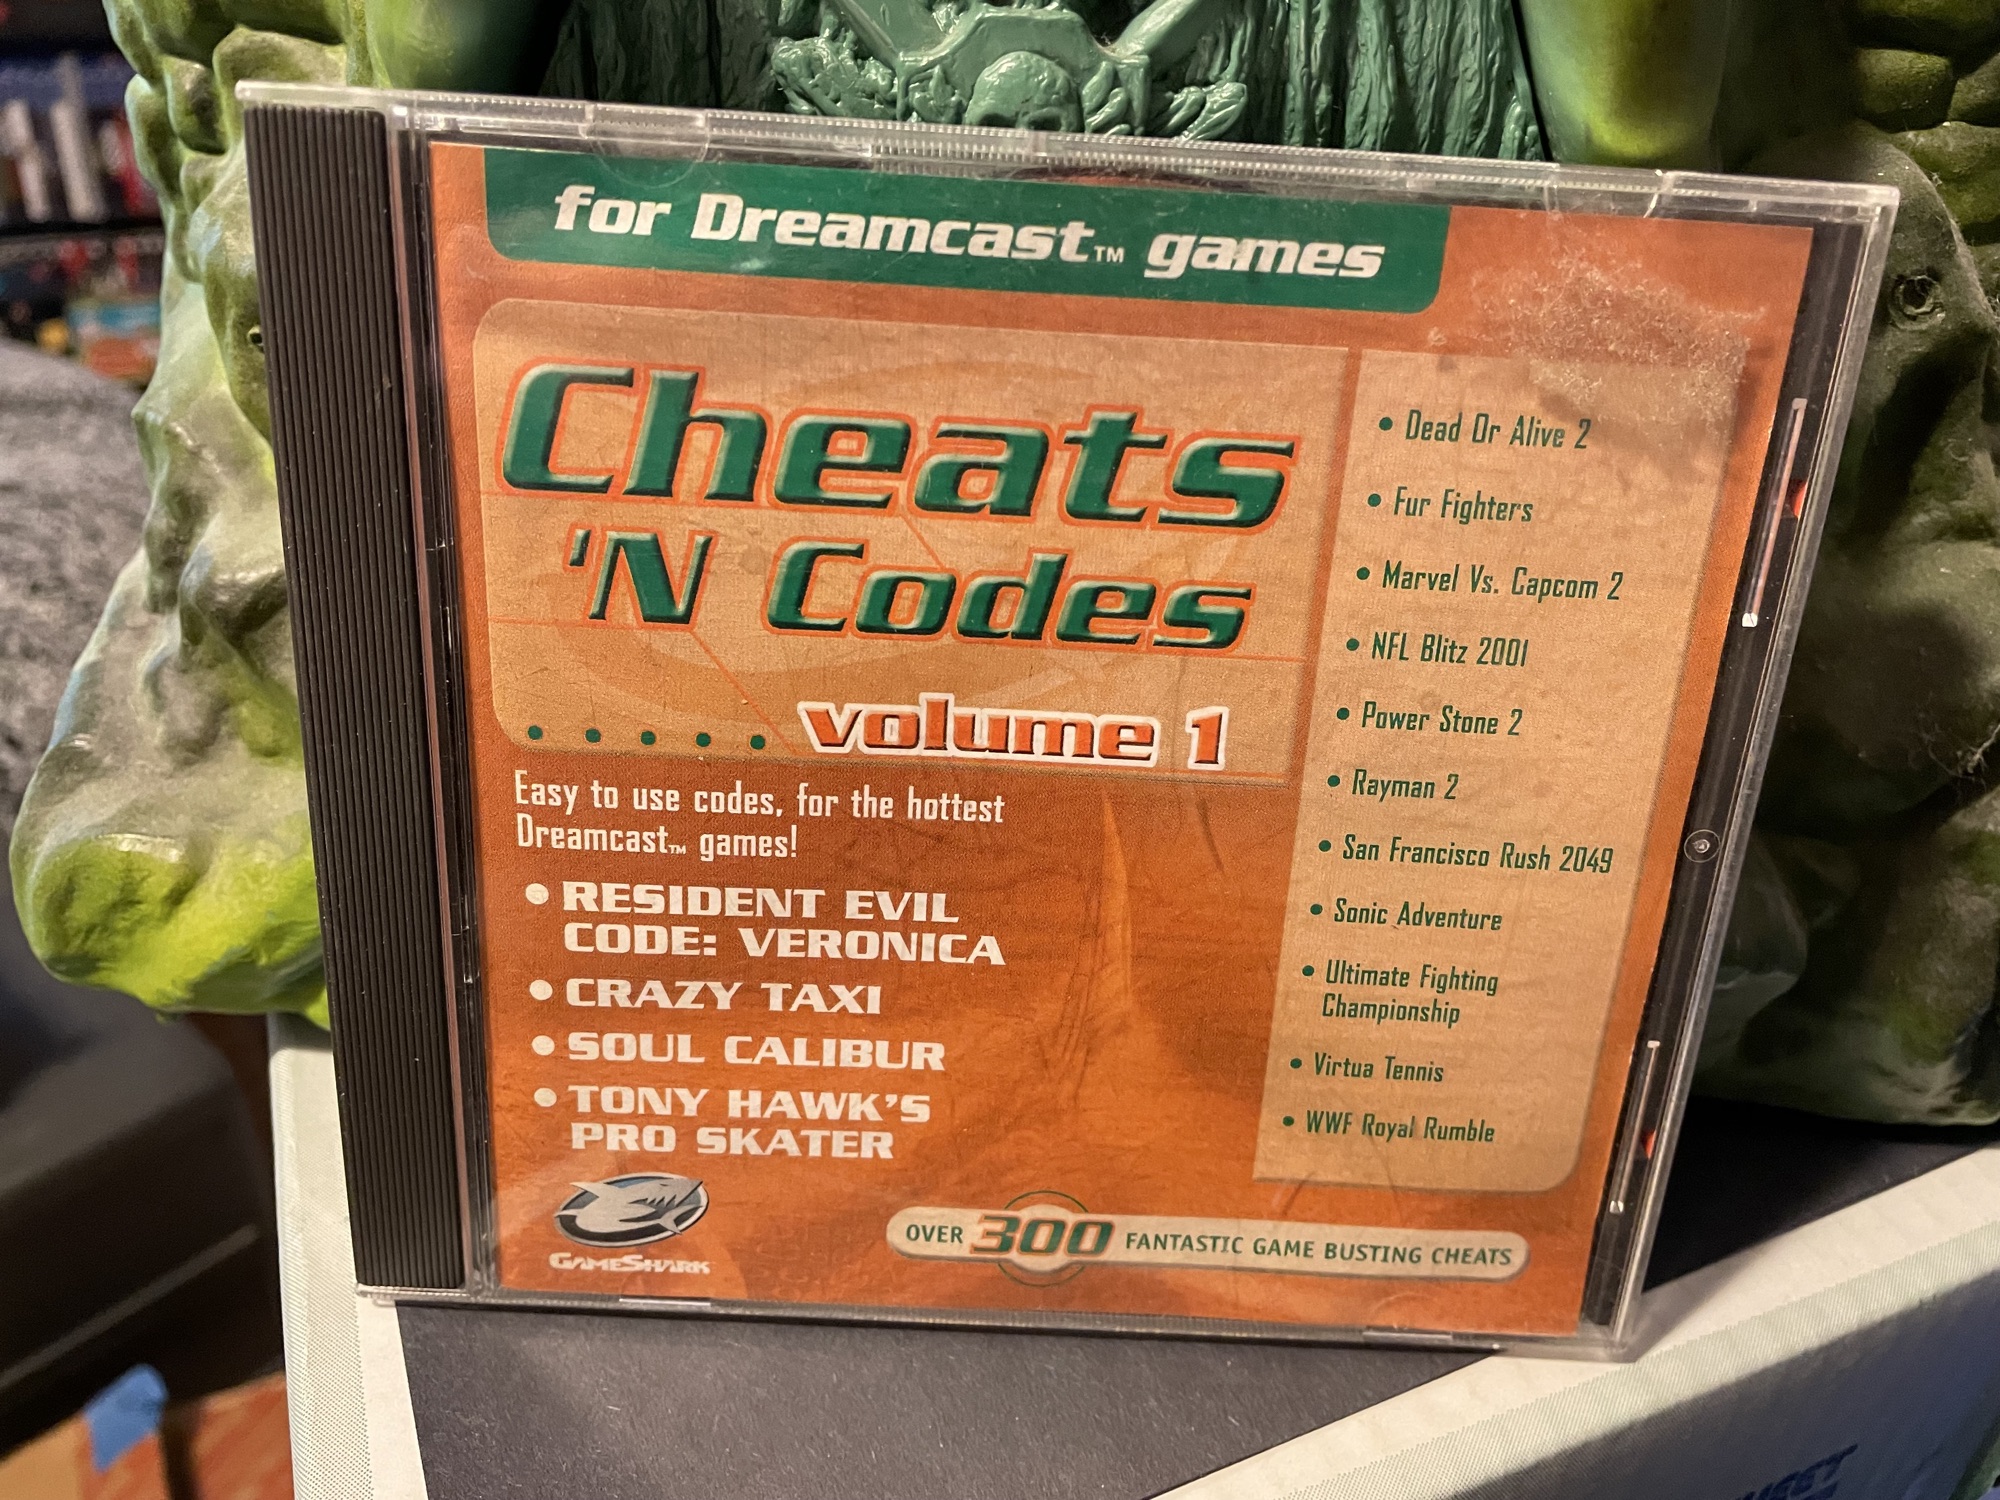 for Dreamcast™ games
Cheats
'N Codes
volume 1
Easy to use codes, for the hottest
Dreamcast™ games!
• RESIDENT EVIL
CODE: VERONICA
• CRAZY TAXI
• SOUL CALIBUR
• TONY HAWK'S
PRO SKATER
GAMESHARK
• Dead Or Alive 2
• Fur Fighters
• Marvel Vs. Capcom 2
• NFL Blitz 2001
• Power Stone 2
• Rayman 2
• San Francisco Rush 2049
• Sonic Adventure
• Ultimate Fighting
Championship
• Virtua Tennis
• WWF Royal Rumble
OVER 300 FANTASTIC GAME BUSTING CHEATS